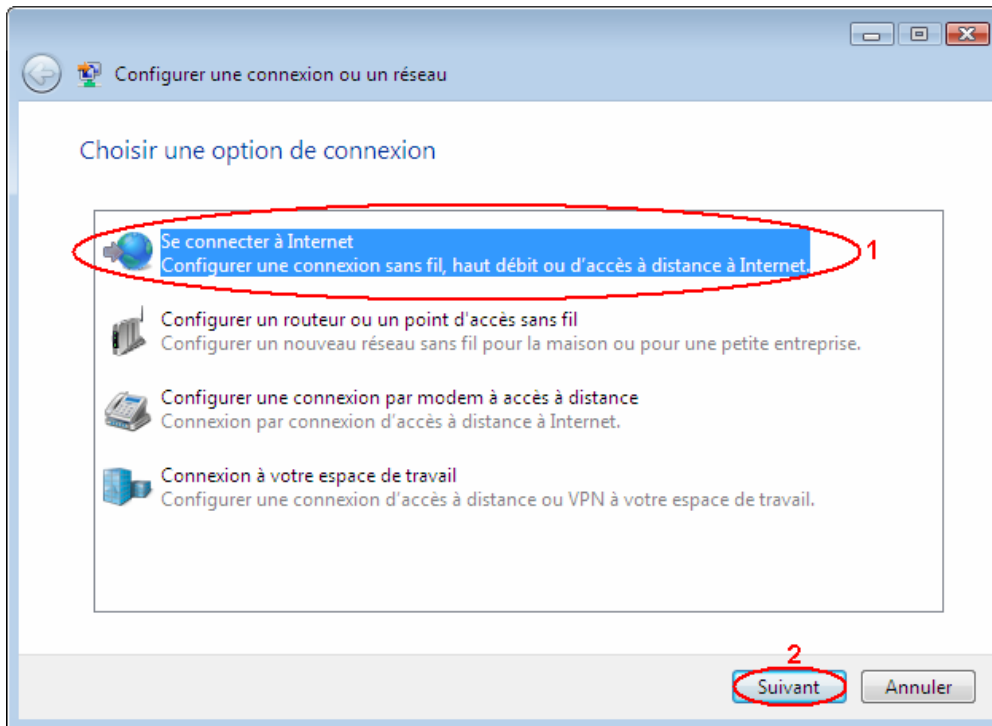 Configurer une connexion ou un réseau
Choisir une option de connexion
Se connecter à Internet
Configurer une connexion sans fil, haut débit ou d'accès à distance à Internet.
1
Configurer un routeur ou un point d'accès sans fil
Configurer un nouveau réseau sans fil pour la maison ou pour une petite entreprise.
Configurer une connexion par modem à accès à distance
Connexion par connexion d'accès à distance à Internet.
Connexion à votre espace de travail
Configurer une connexion d'accès à distance ou VPN à votre espace de travail.
2
Suivant
Annuler